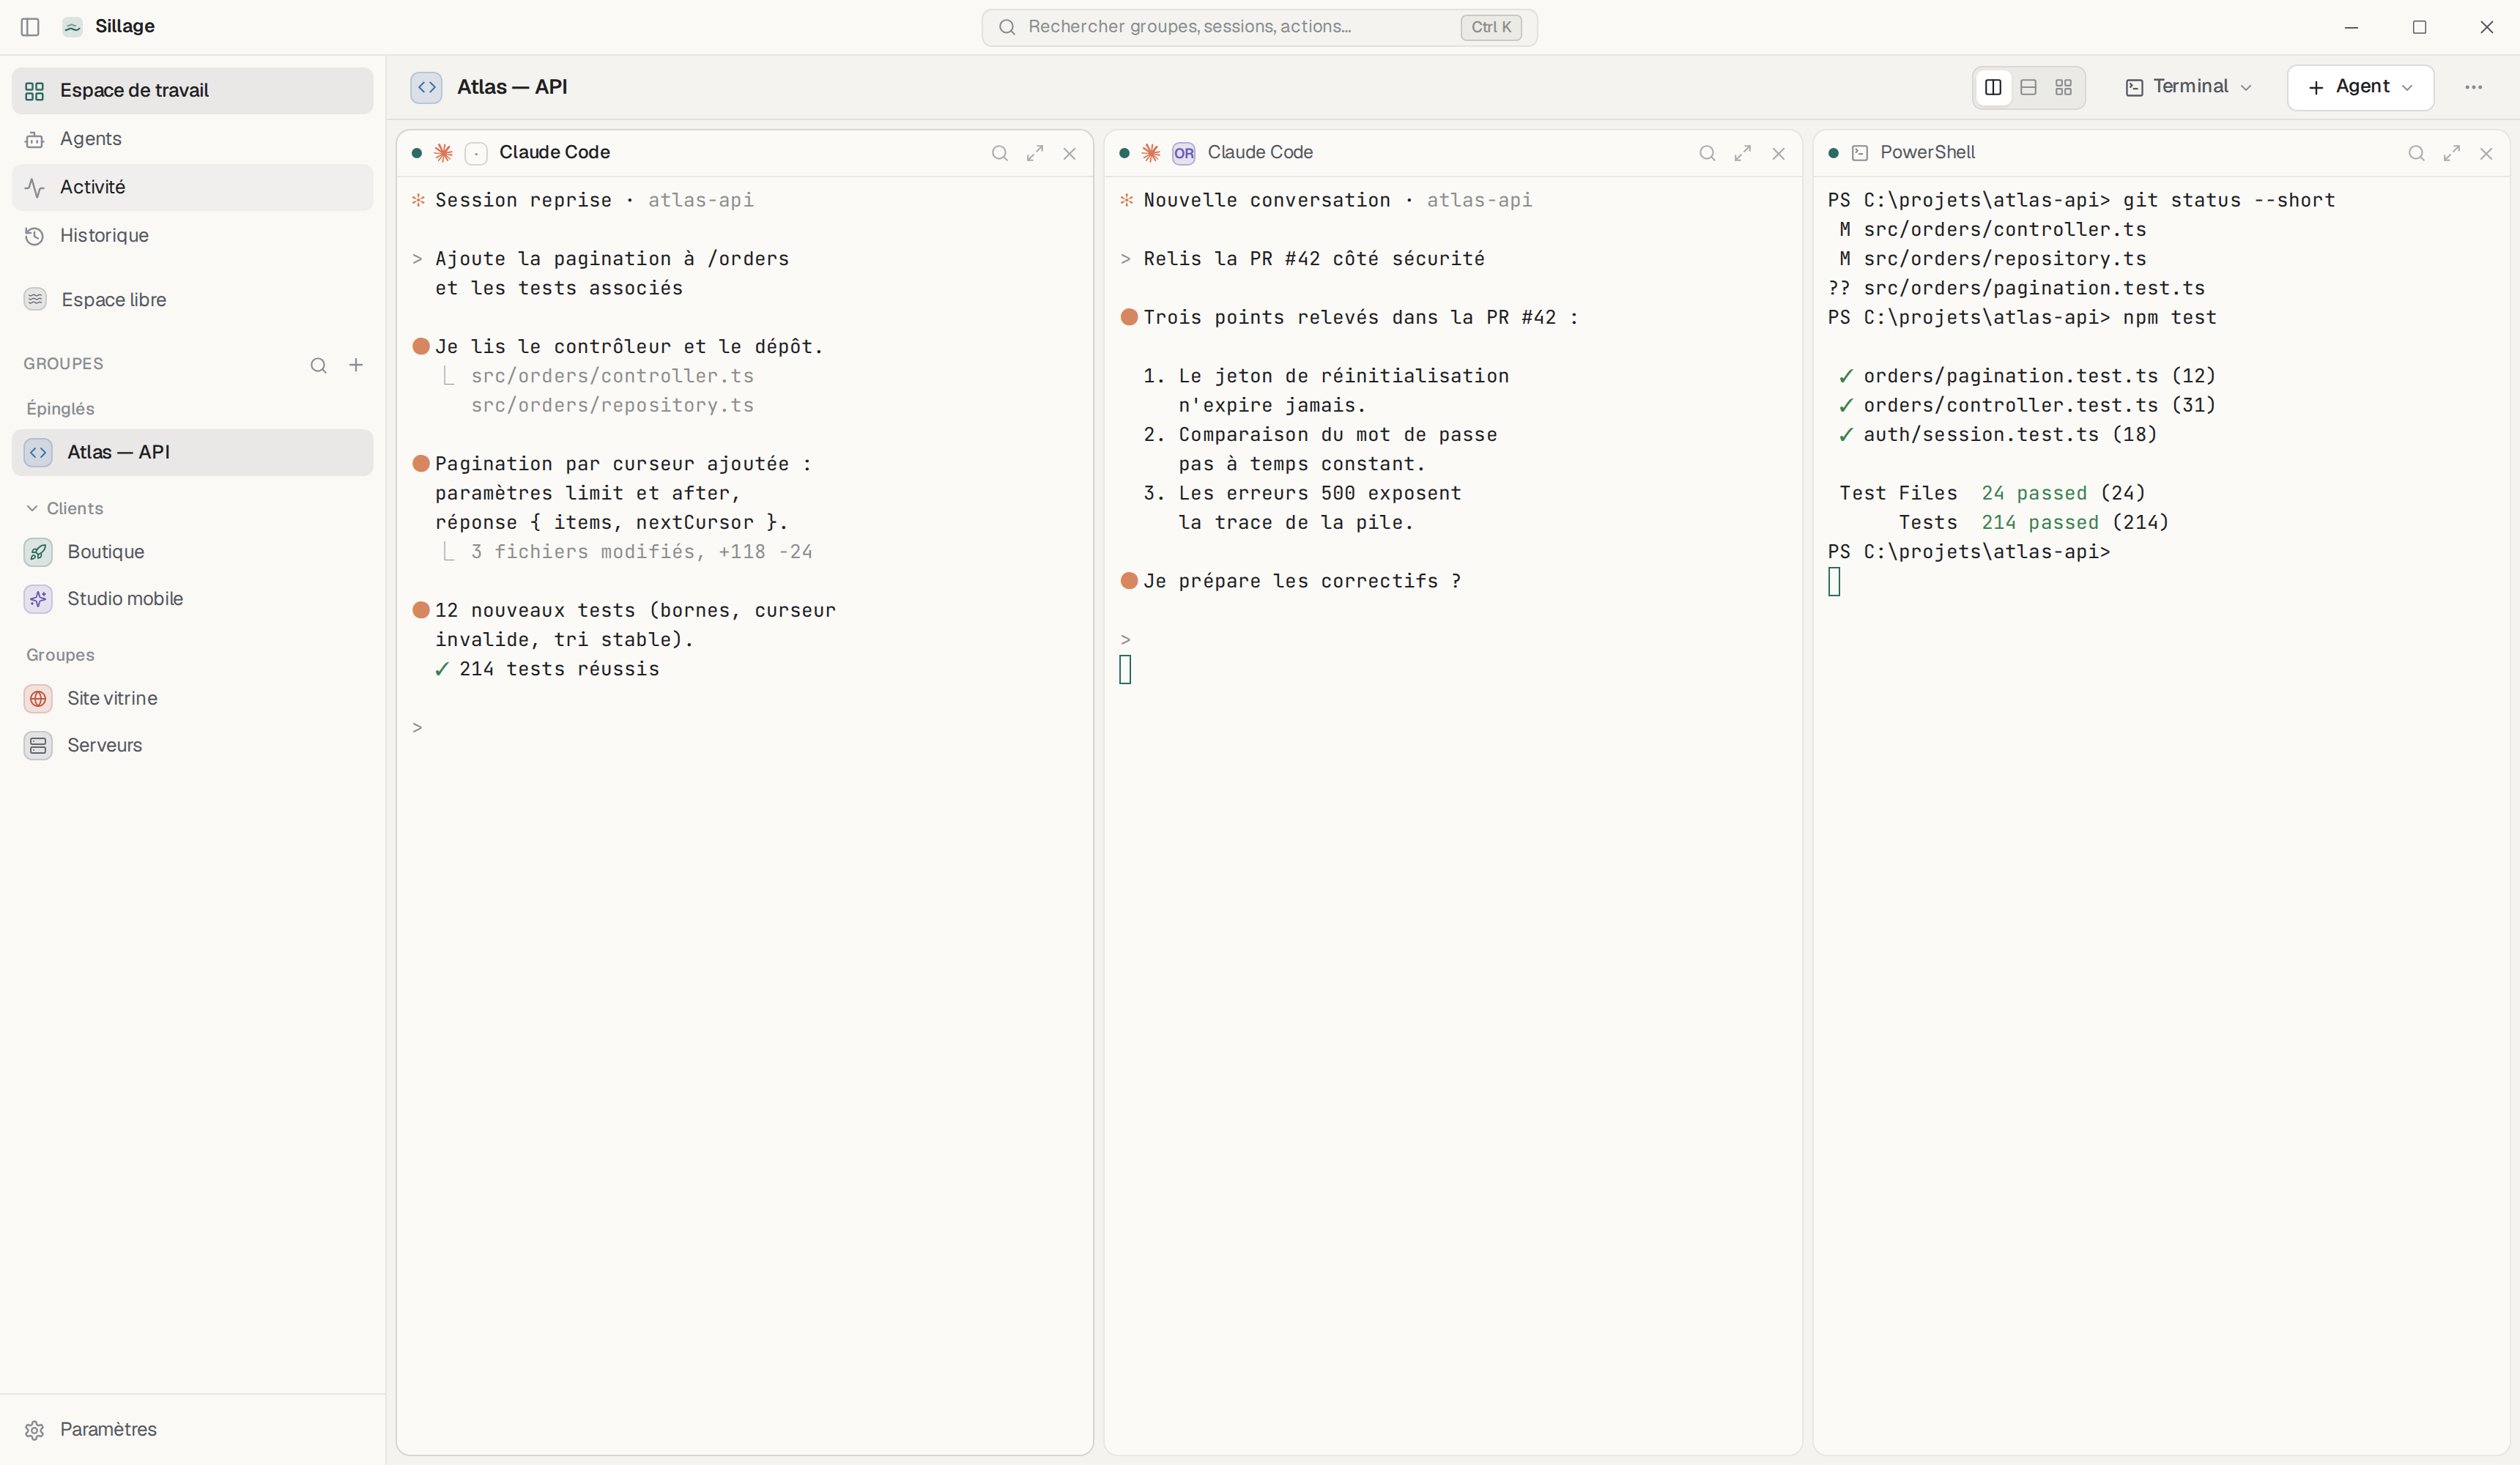 Sillage
Rechercher groupes, sessions, actions...
Ctrl K
Espace de travail
Agents
Activité
Historique
Espace libre
GROUPES
Épinglés
Atlas — API
Clients
Boutique
Studio mobile
Groupes
Site vitrine
Serveurs
Paramètres
Atlas — API
Terminal
Agent
Claude Code
Session reprise · atlas-api
> Ajoute la pagination à /orders
et les tests associés
Je lis le contrôleur et le dépôt.
src/orders/controller.ts
src/orders/repository.ts
Pagination par curseur ajoutée :
paramètres limit et after,
réponse { items, nextCursor }.
3 fichiers modifiés, +118 -24
12 nouveaux tests (bornes, curseur
invalide, tri stable).
✓ 214 tests réussis
>
OR Claude Code
Nouvelle conversation · atlas-api
> Relis la PR #42 côté sécurité
Trois points relevés dans la PR #42 :
1. Le jeton de réinitialisation
n'expire jamais.
2. Comparaison du mot de passe
pas à temps constant.
3. Les erreurs 500 exposent
la trace de la pile.
Je prépare les correctifs ?
>
PowerShell
PS C:\projets\atlas-api> git status --short
M src/orders/controller.ts
M src/orders/repository.ts
?? src/orders/pagination.test.ts
PS C:\projets\atlas-api> npm test
✓ orders/pagination.test.ts (12)
✓ orders/controller.test.ts (31)
✓ auth/session.test.ts (18)
Test Files 24 passed (24)
Tests 214 passed (214)
PS C:\projets\atlas-api>